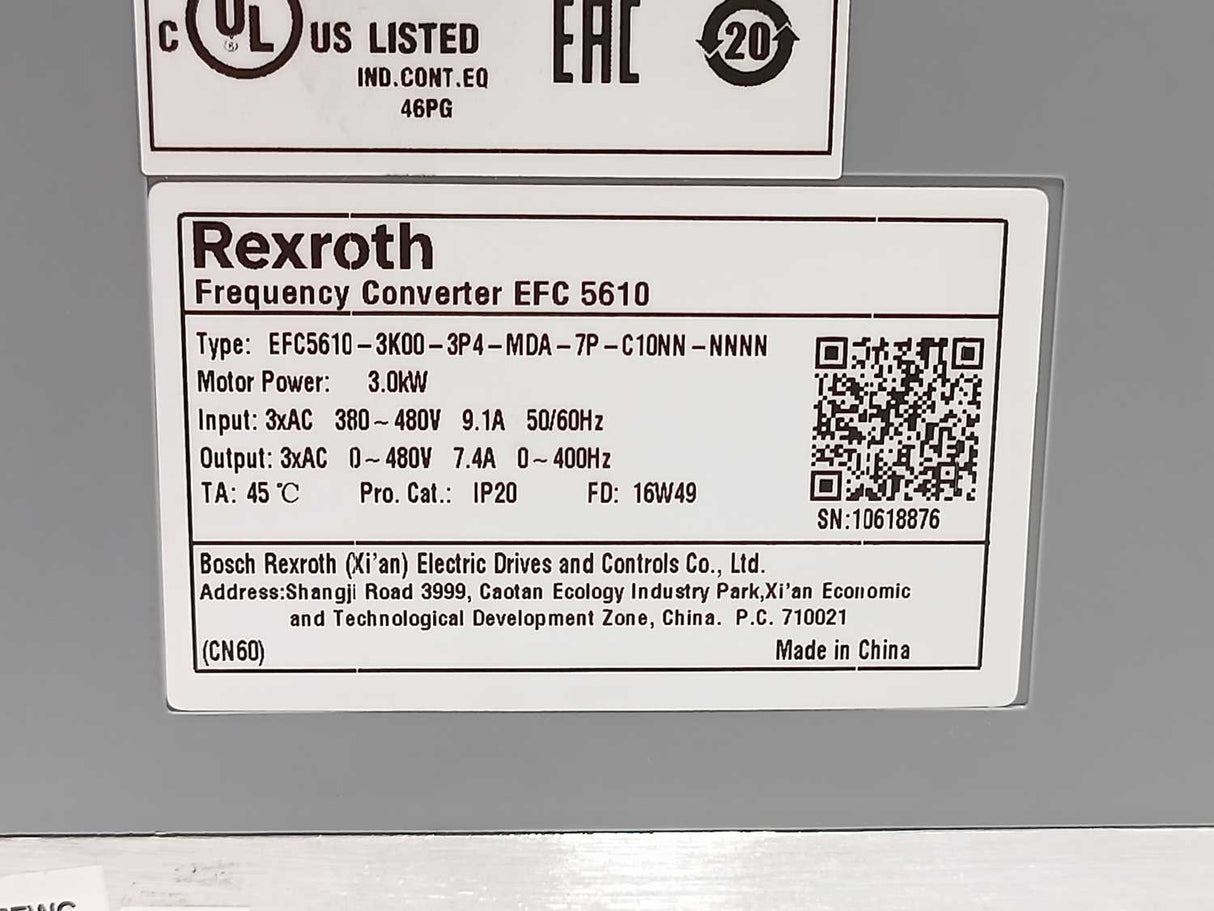 C UL ® US LISTED EAC 20
IND.CONT.EQ
46PG
Rexroth
Frequency Converter EFC 5610
Type: EFC5610-3K00-3P4-MDA-7P-C10NN-NNNN
Motor Power: 3.0kW
Input: 3xAC 380~480V 9.1A 50/60Hz
Output: 3xAC 0~480V 7.4A 0~400Hz
TA: 45℃ Pro. Cat.: IP20 FD: 16W49
SN:10618876
Bosch Rexroth (Xi'an) Electric Drives and Controls Co., Ltd.
Address:Shangji Road 3999, Caotan Ecology Industry Park,Xi'an Economic
and Technological Development Zone, China. P.C. 710021
(CN60) Made in China